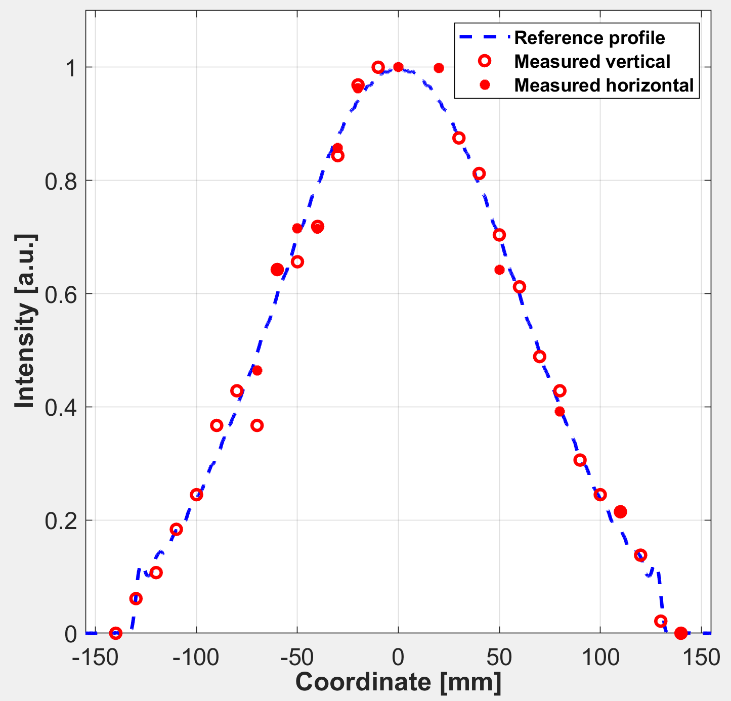 Reference profile
Measured vertical
Measured horizontal
1
0.8
0.6
0.4
0.2
0
Intensity [a.u.]
-150 -100 -50 0 50 100 150
Coordinate [mm]